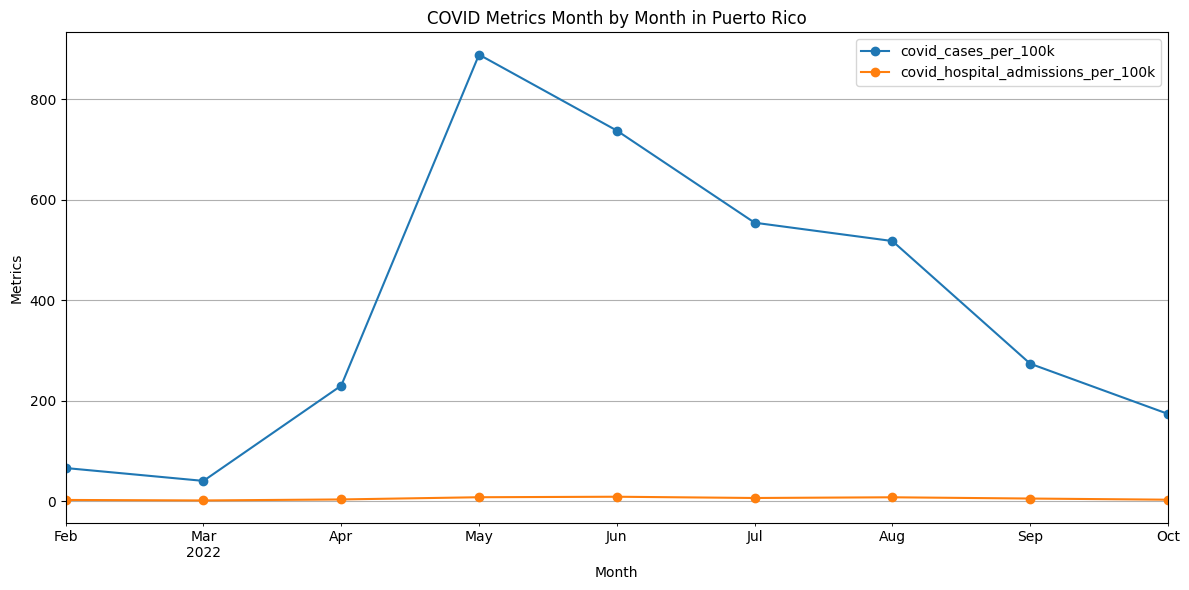 COVID Metrics Month by Month in Puerto Rico
covid_cases_per_100k
covid_hospital_admissions_per_100k
Metrics
800
600
400
200
0
Feb Mar Apr May Jun Jul Aug Sep Oct
2022
Month